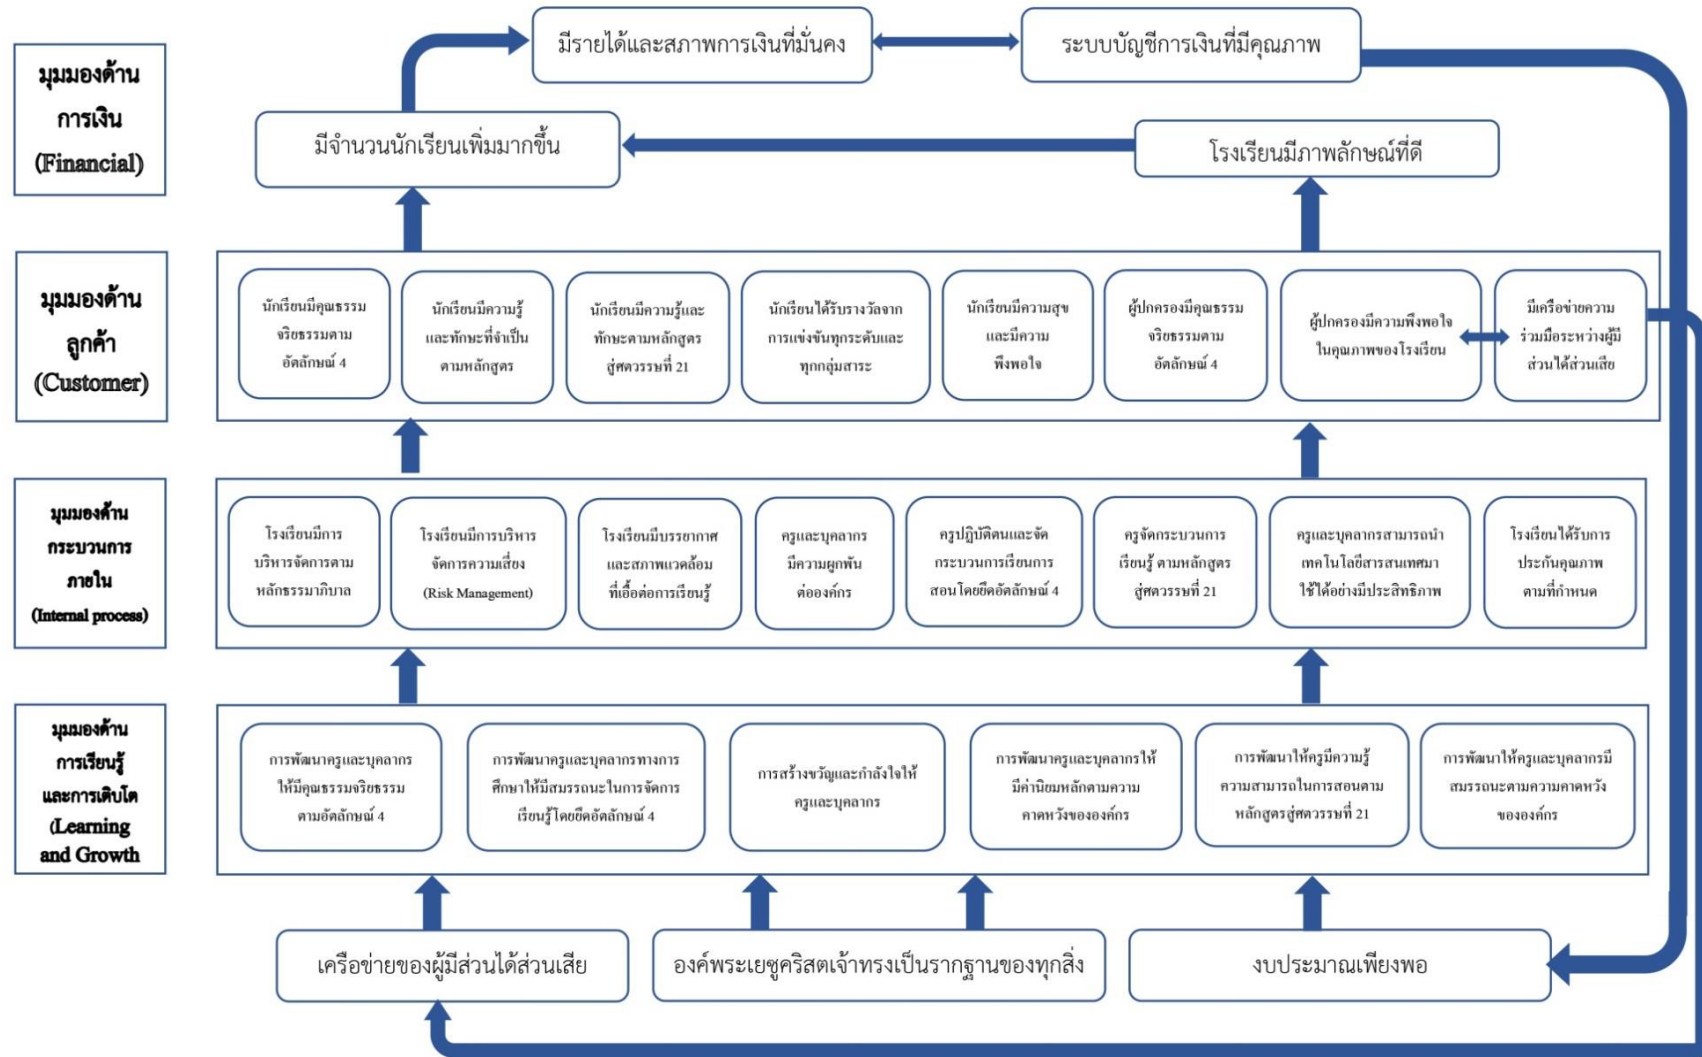 มุมมองด้าน
การเงิน
(Financial)
มีรายได้และสภาพการเงินที่มั่นคง
ระบบบัญชีการเงินที่มีคุณภาพ
มีจำนวนนักเรียนเพิ่มมากขึ้น
โรงเรียนมีภาพลักษณ์ที่ดี
มุมมองด้าน
ลูกค้า
(Customer)
นักเรียนมีคุณธรรม
จริยธรรมตาม
อัตลักษณ์ 4
นักเรียนมีความรู้
และทักษะที่จำเป็น
ตามหลักสูตร
นักเรียนมีความรู้และ
ทักษะตามหลักสูตร
สู่ศตวรรษที่ 21
นักเรียนได้รับรางวัลจาก
การแข่งขันทุกระดับและ
ทุกกลุ่มสาระ
นักเรียนมีความสุข
และมีความ
พึงพอใจ
ผู้ปกครองมีคุณธรรม
จริยธรรมตาม
อัตลักษณ์ 4
ผู้ปกครองมีความพึงพอใจ
ในคุณภาพของโรงเรียน
มีเครือข่ายความ
ร่วมมือระหว่างผู้มี
ส่วนได้ส่วนเสีย
มุมมองด้าน
กระบวนการ
ภายใน
(Internal process)
โรงเรียนมีการ
บริหารจัดการตาม
หลักธรรมาภิบาล
โรงเรียนมีการบริหาร
จัดการความเสี่ยง
(Risk Management)
โรงเรียนมีบรรยากาศ
และสภาพแวดล้อม
ที่เอื้อต่อการเรียนรู้
ครูและบุคลากร
มีความผูกพัน
ต่อองค์กร
ครูปฏิบัติตนและจัด
กระบวนการเรียนการ
สอนโดยยึดอัตลักษณ์ 4
ครูจัดกระบวนการ
เรียนรู้ ตามหลักสูตร
สู่ศตวรรษที่ 21
ครูและบุคลากรสามารถนำ
เทคโนโลยีสารสนเทศมา
ใช้ได้อย่างมีประสิทธิภาพ
โรงเรียนได้รับการ
ประกันคุณภาพ
ตามที่กำหนด
มุมมองด้าน
การเรียนรู้
และการเติบโต
(Learning
and Growth
การพัฒนาครูและบุคลากร
ให้มีคุณธรรมจริยธรรม
ตามอัตลักษณ์ 4
การพัฒนาครูและบุคลากรทางการ
ศึกษาให้มีสมรรถนะในการจัดการ
เรียนรู้โดยยึดอัตลักษณ์ 4
การสร้างขวัญและกำลังใจให้
ครูและบุคลากร
การพัฒนาครูและบุคลากรให้
มีค่านิยมหลักตามความ
คาดหวังขององค์กร
การพัฒนาให้ครูมีความรู้
ความสามารถในการสอนตาม
หลักสูตรสู่ศตวรรษที่ 21
การพัฒนาให้ครูและบุคลากรมี
สมรรถนะตามความคาดหวัง
ขององค์กร
เครือข่ายของผู้มีส่วนได้ส่วนเสีย
องค์พระเยซูคริสตเจ้าทรงเป็นรากฐานของทุกสิ่ง
งบประมาณเพียงพอ